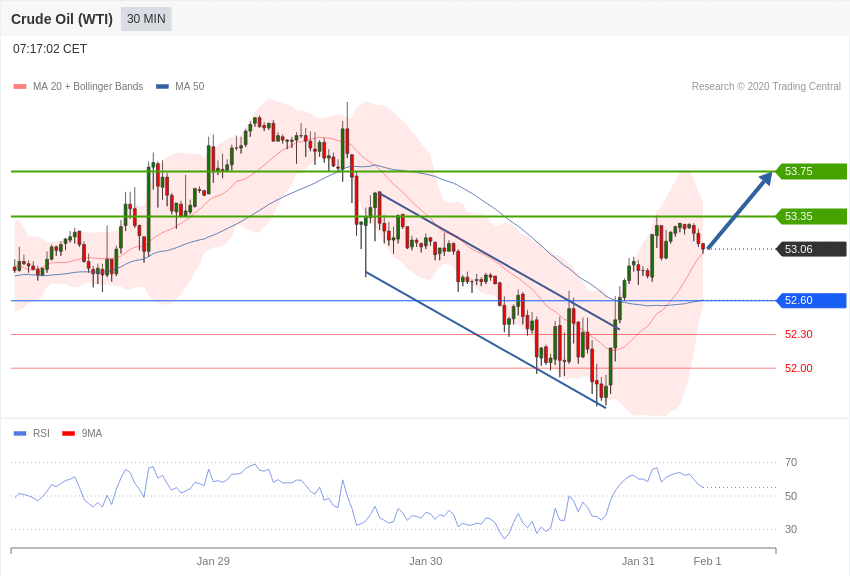 Crude Oil (WTI) 30 MIN
07:17:02 CET
MA 20 + Bollinger Bands MA 50 Research © 2020 Trading Central
53.75
53.35
53.06
52.60
52.30
52.00
RSI 9MA
70
50
30
Jan 29 Jan 30 Jan 31 Feb 1